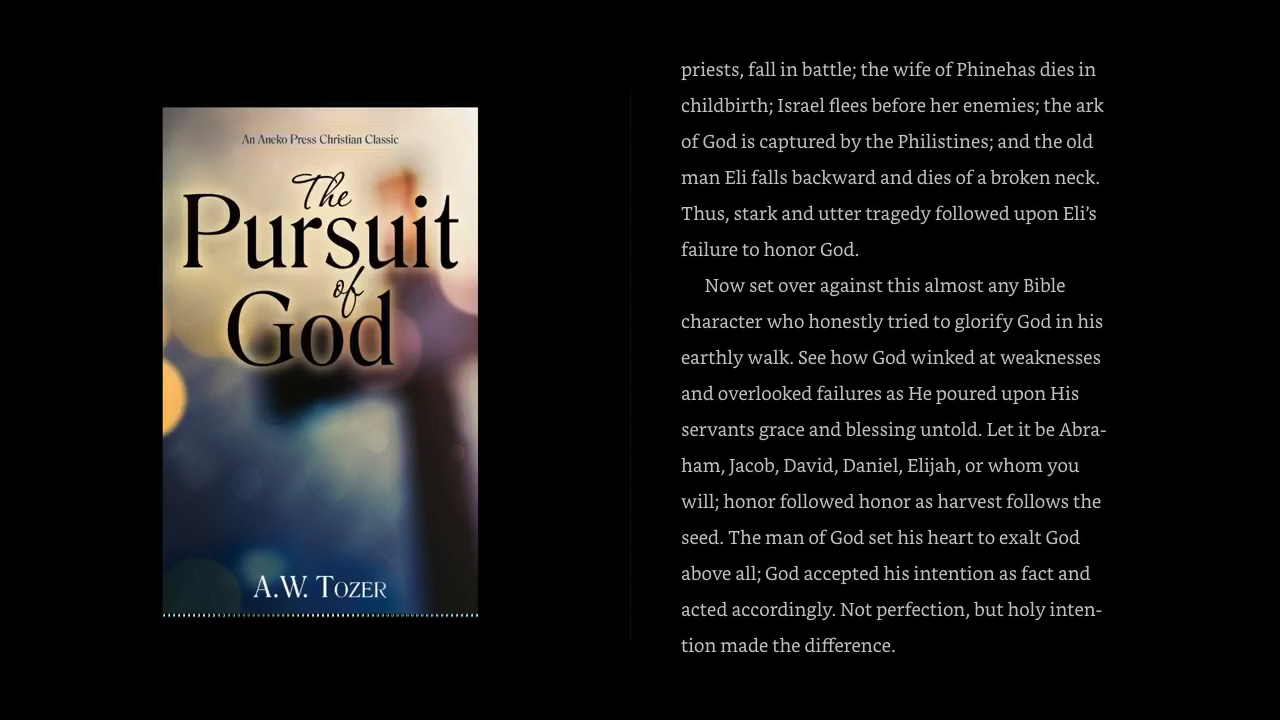 An Aneko Press Christian Classic
The
Pursuit
of
God
A.W. Tozer
priests, fall in battle; the wife of Phinehas dies in
childbirth; Israel flees before her enemies; the ark
of God is captured by the Philistines; and the old
man Eli falls backward and dies of a broken neck.
Thus, stark and utter tragedy followed upon Eli’s
failure to honor God.
Now set over against this almost any Bible
character who honestly tried to glorify God in his
earthly walk. See how God winked at weaknesses
and overlooked failures as He poured upon His
servants grace and blessing untold. Let it be Abra-
ham, Jacob, David, Daniel, Elijah, or whom you
will; honor followed honor as harvest follows the
seed. The man of God set his heart to exalt God
above all; God accepted his intention as fact and
acted accordingly. Not perfection, but holy inten-
tion made the difference.